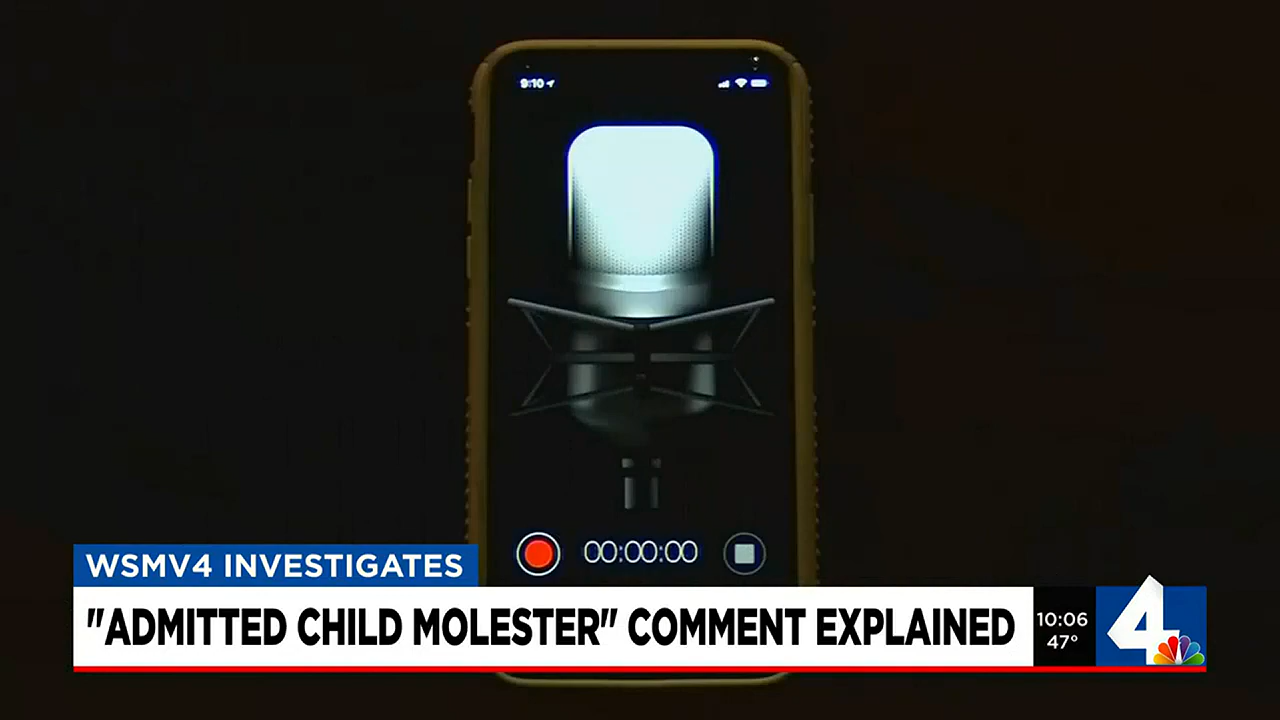 9:10
00:00:00
WSMV4 INVESTIGATES
"ADMITTED CHILD MOLESTER" COMMENT EXPLAINED
10:06
47°
4